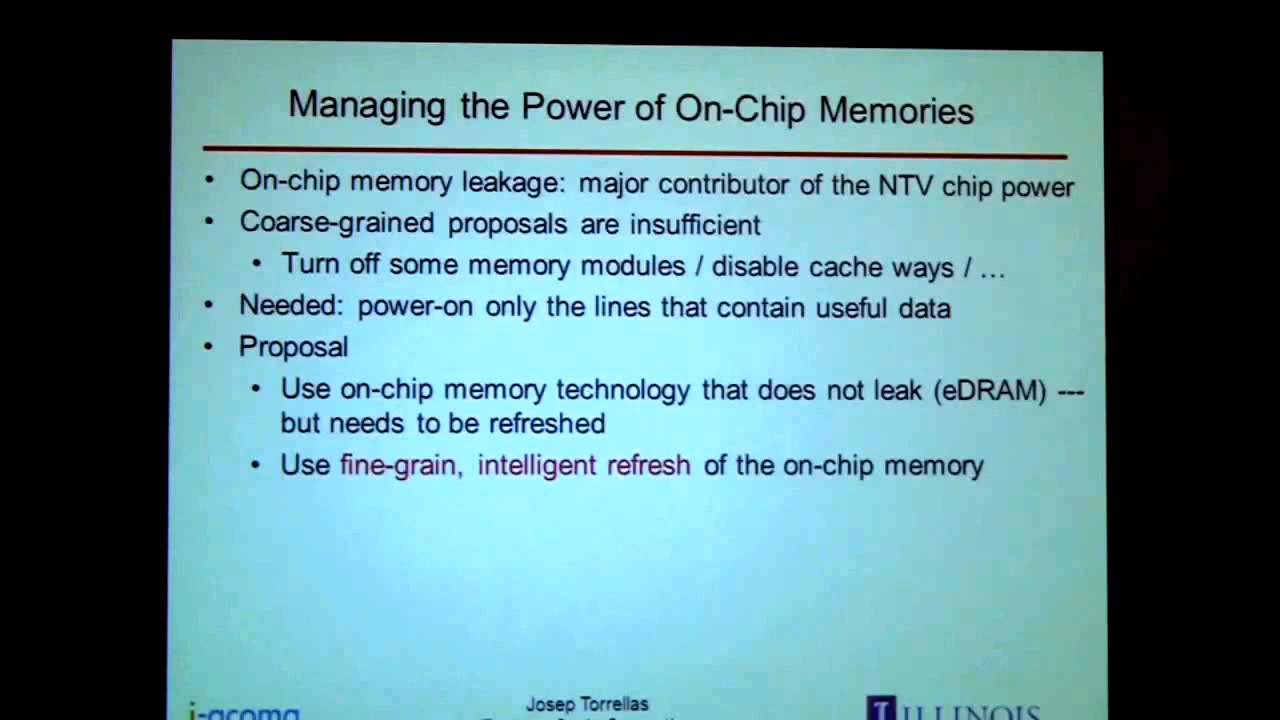 Managing the Power of On-Chip Memories
• On-chip memory leakage: major contributor of the NTV chip power
• Coarse-grained proposals are insufficient
• Turn off some memory modules / disable cache ways / …
• Needed: power-on only the lines that contain useful data
• Proposal
• Use on-chip memory technology that does not leak (eDRAM) ---
but needs to be refreshed
• Use fine-grain, intelligent refresh of the on-chip memory
Josep Torrellas
i-acoma
ILLINOIS